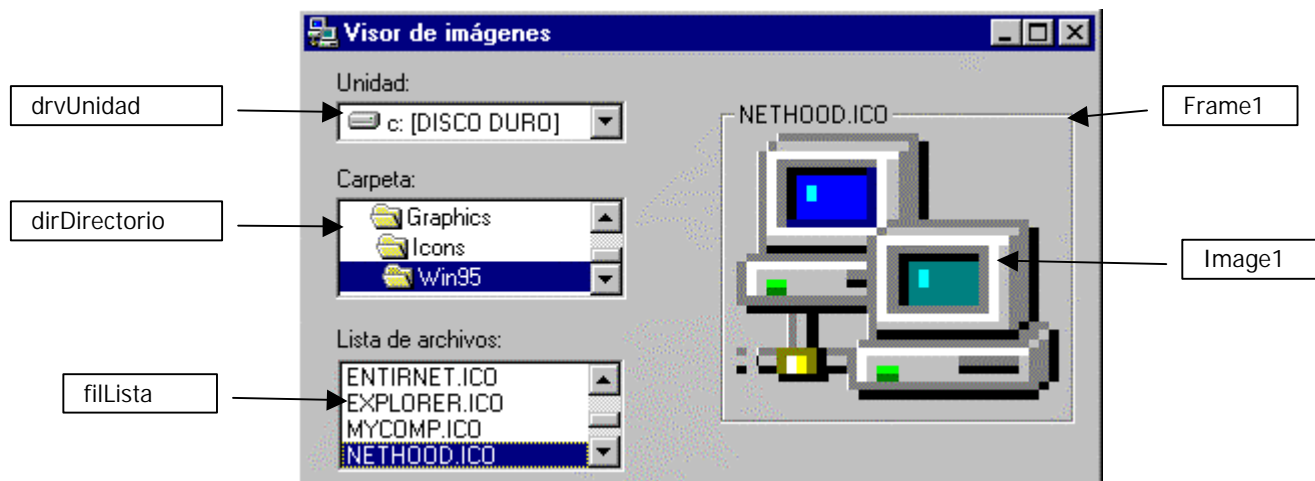 Visor de imágenes
Unidad:
drvUnidad
c: [DISCO DURO]
NETHOOD.ICO
Frame1
Carpeta:
dirDirectorio
Graphics
Icons
Win95
Image1
Lista de archivos:
filLista
ENTIRNET.ICO
EXPLORER.ICO
MYCOMP.ICO
NETHOOD.ICO